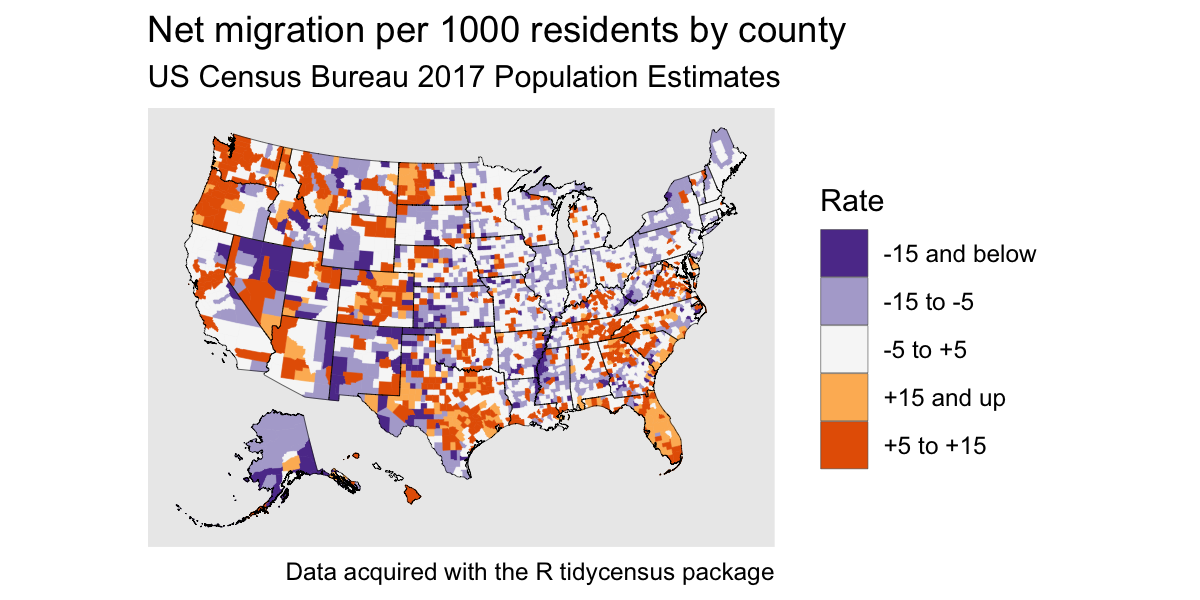 Net migration per 1000 residents by county
US Census Bureau 2017 Population Estimates
Rate
-15 and below
-15 to -5
-5 to +5
+15 and up
+5 to +15
Data acquired with the R tidycensus package